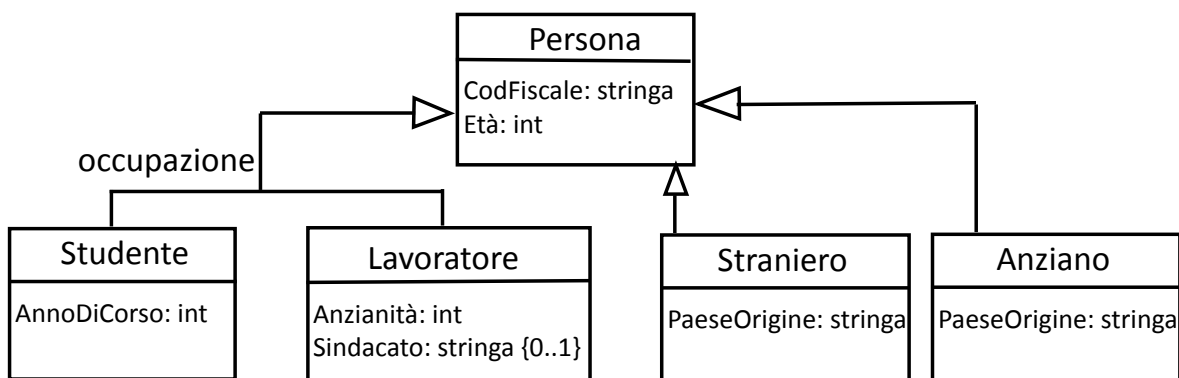 Persona
CodFiscale: stringa
Età: int
occupazione
Studente
AnnoDiCorso: int
Lavoratore
Anzianità: int
Sindacato: stringa {0..1}
Straniero
PaeseOrigine: stringa
Anziano
PaeseOrigine: stringa